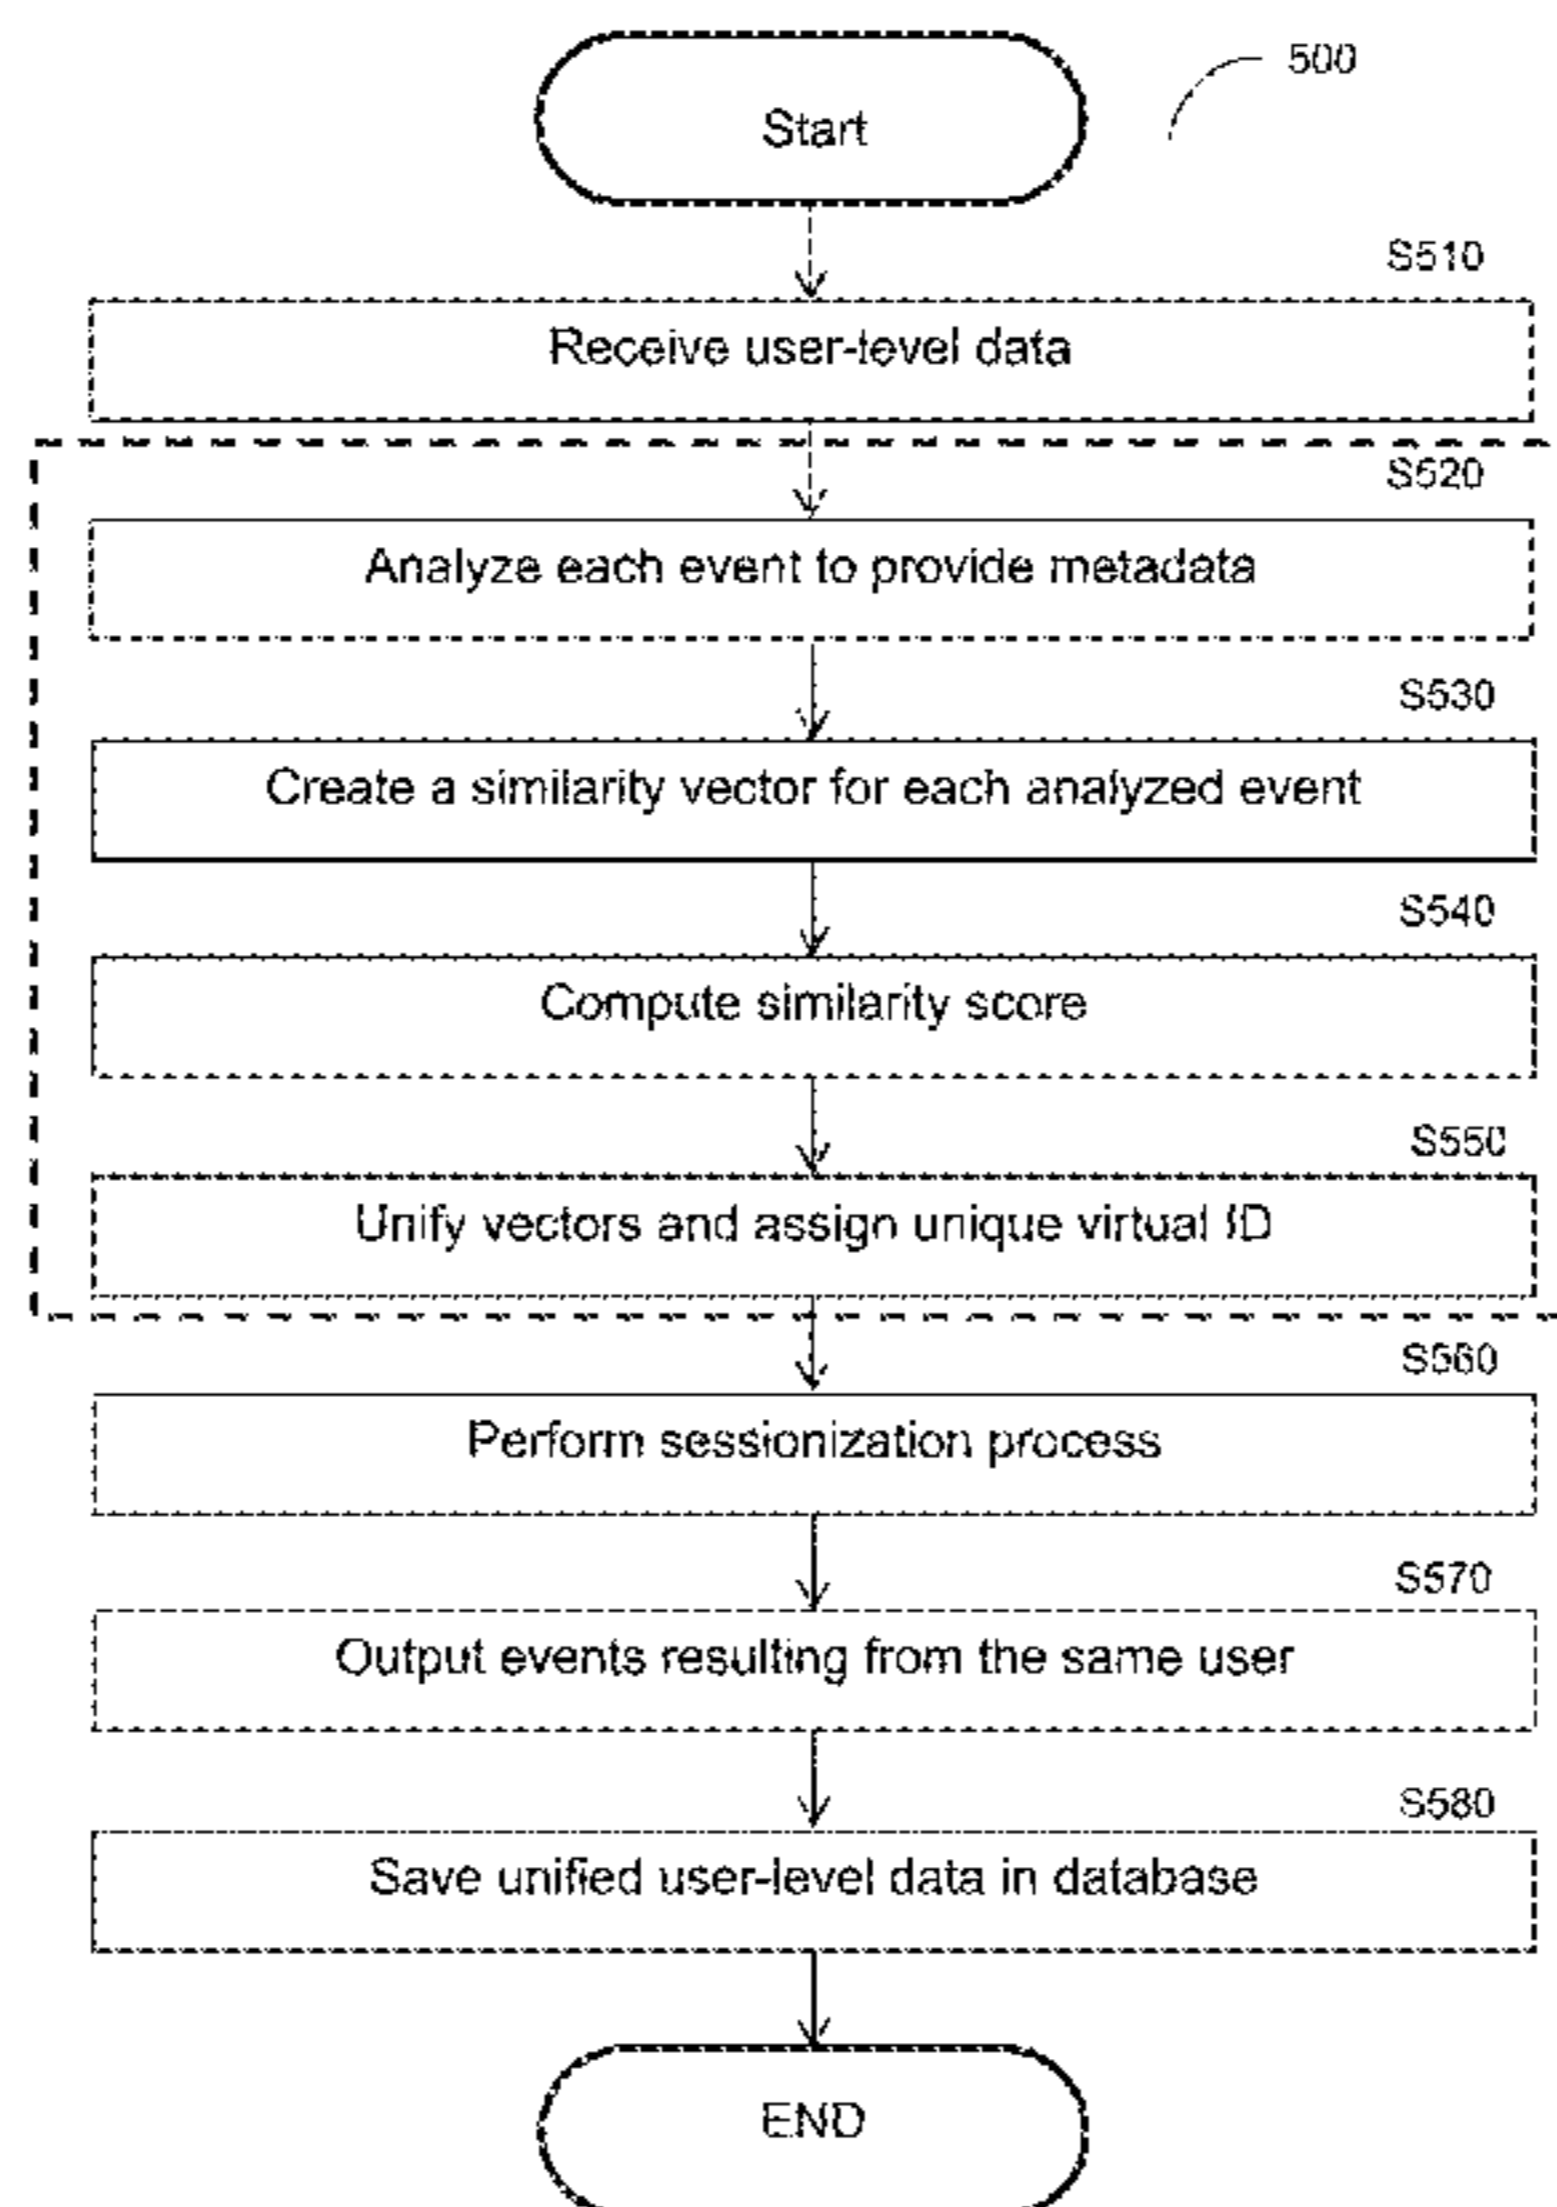 Start
500
S510
Receive user-level data
S520
Analyze each event to provide metadata
S530
Create a similarity vector for each analyzed event
S540
Compute similarity score
S550
Unify vectors and assign unique virtual ID
S560
Perform sessionization process
S570
Output events resulting from the same user
S580
Save unified user-level data in database
END